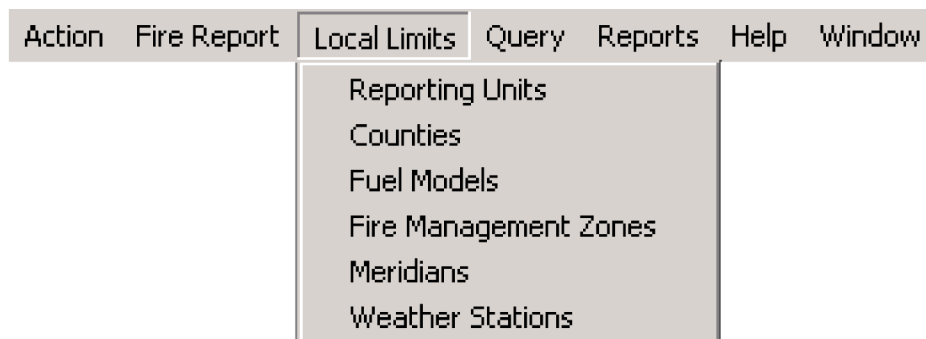 Action Fire Report Local Limits Query Reports Help Window
Reporting Units
Counties
Fuel Models
Fire Management Zones
Meridians
Weather Stations